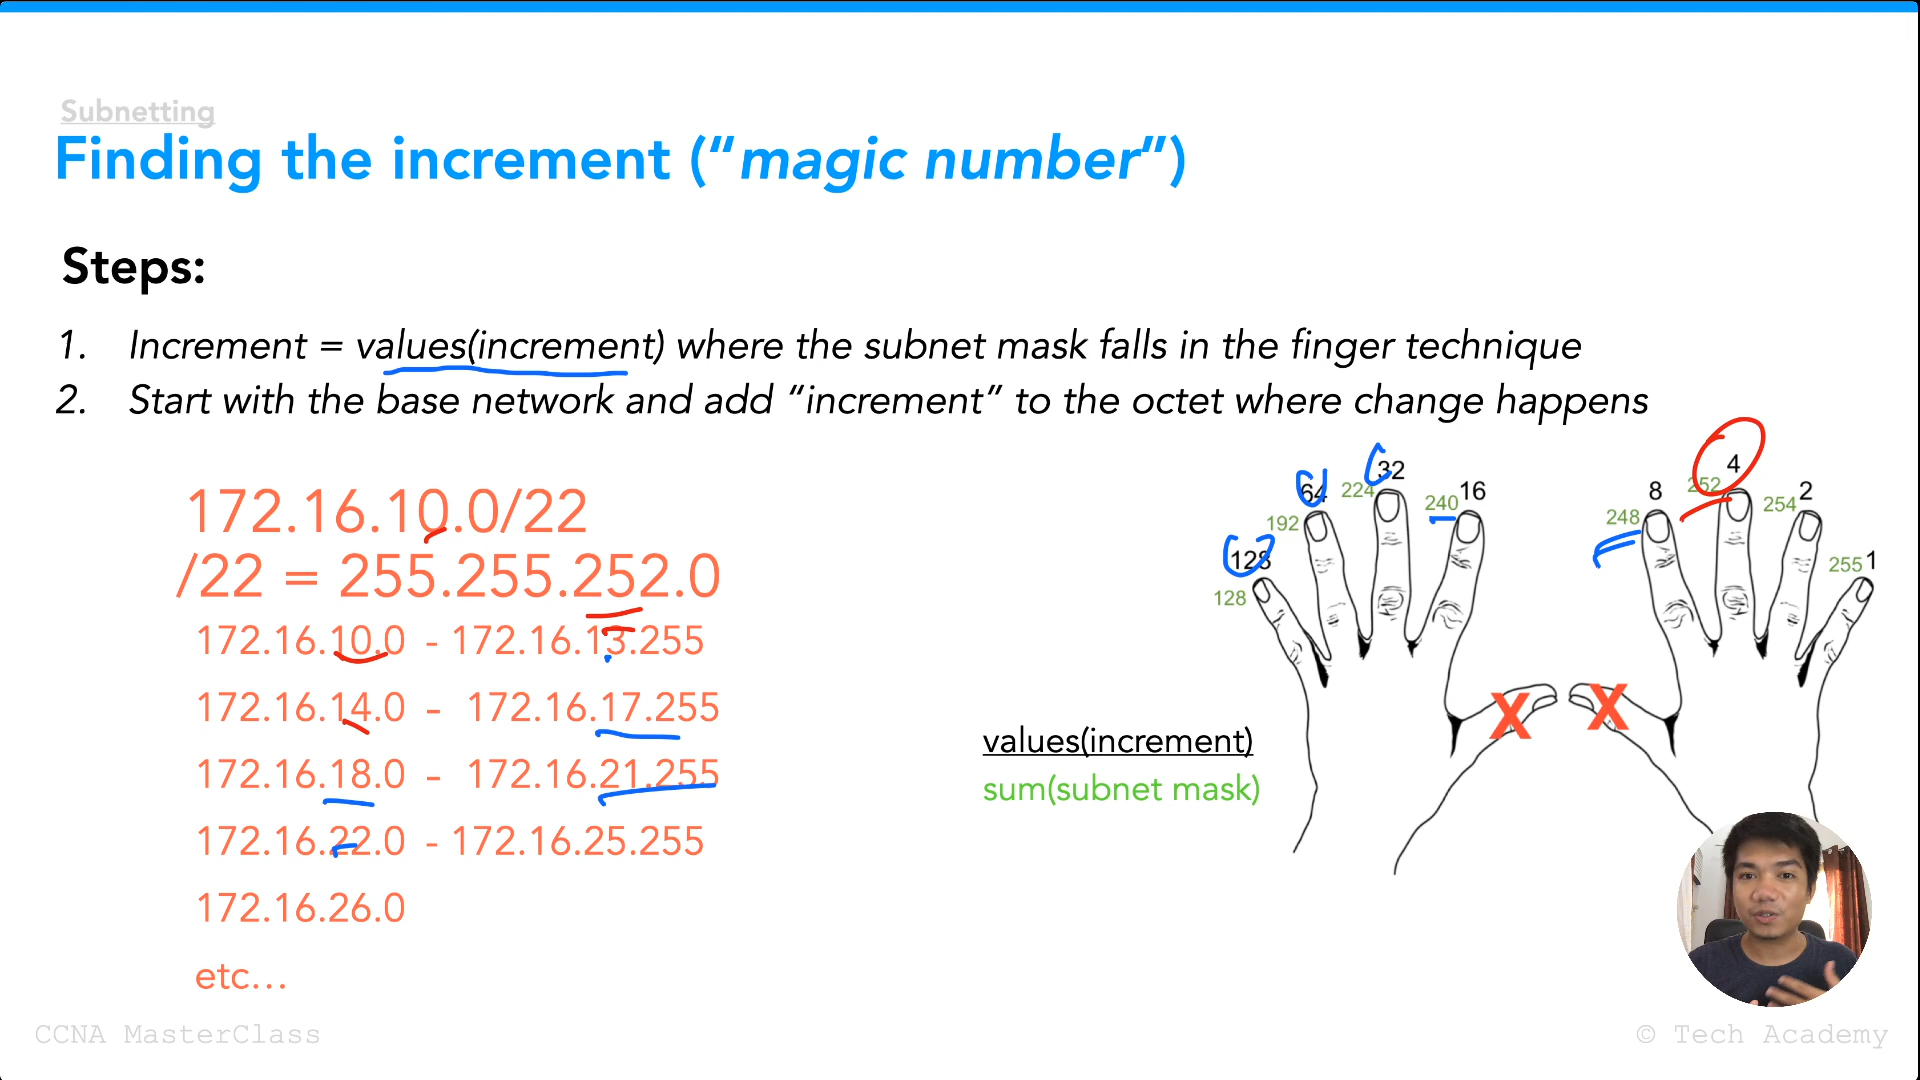 Subnetting
Finding the increment (“magic number”)
Steps:
1. Increment = values(increment) where the subnet mask falls in the finger technique
2. Start with the base network and add “increment” to the octet where change happens
172.16.10.0/22
/22 = 255.255.252.0
172.16.10.0 - 172.16.13.255
172.16.14.0 - 172.16.17.255
172.16.18.0 - 172.16.21.255
172.16.22.0 - 172.16.25.255
172.16.26.0
etc...
128
128
192
64
224
32
240
16
248
8
252
4
254
2
255
1
X
X
values(increment)
sum(subnet mask)
CCNA MasterClass
© Tech Academy